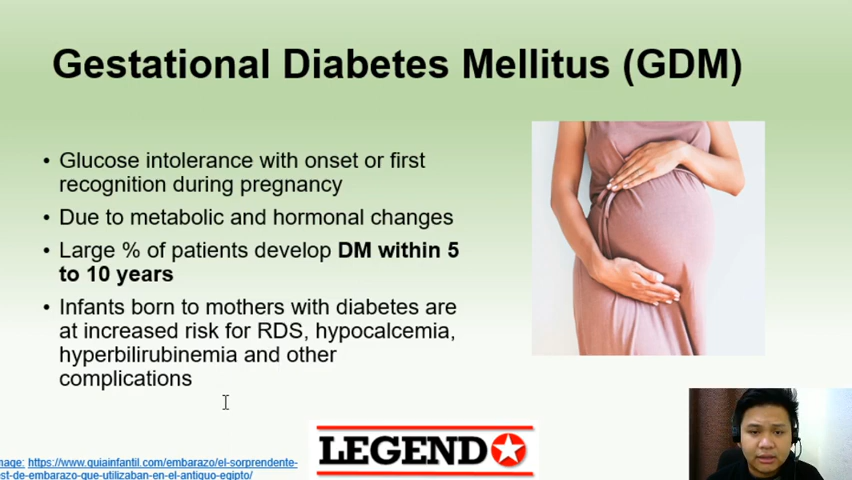 Gestational Diabetes Mellitus (GDM)
• Glucose intolerance with onset or first
recognition during pregnancy
• Due to metabolic and hormonal changes
• Large % of patients develop DM within 5
to 10 years
• Infants born to mothers with diabetes are
at increased risk for RDS, hypocalcemia,
hyperbilirubinemia and other
complications
LEGEND
mage: https://www.guiainfantil.com/embarazo/el-sorprendente-
st-de-embarazo-que-utilizaban-en-el-antiguo-egipto/